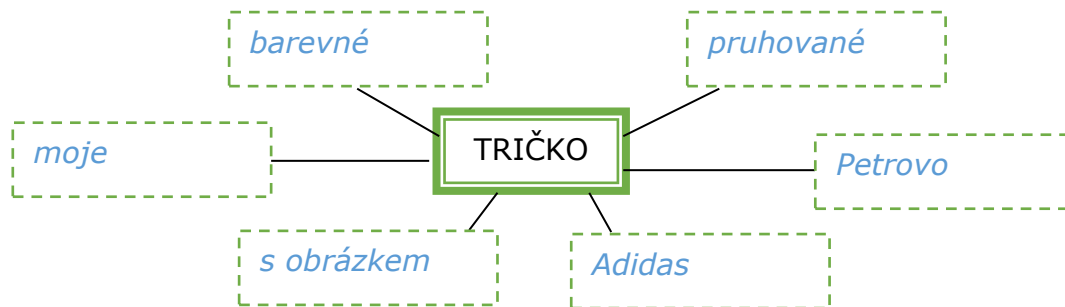 barevné
pruhované
moje
TRIČKO
Petrovo
s obrázkem
Adidas